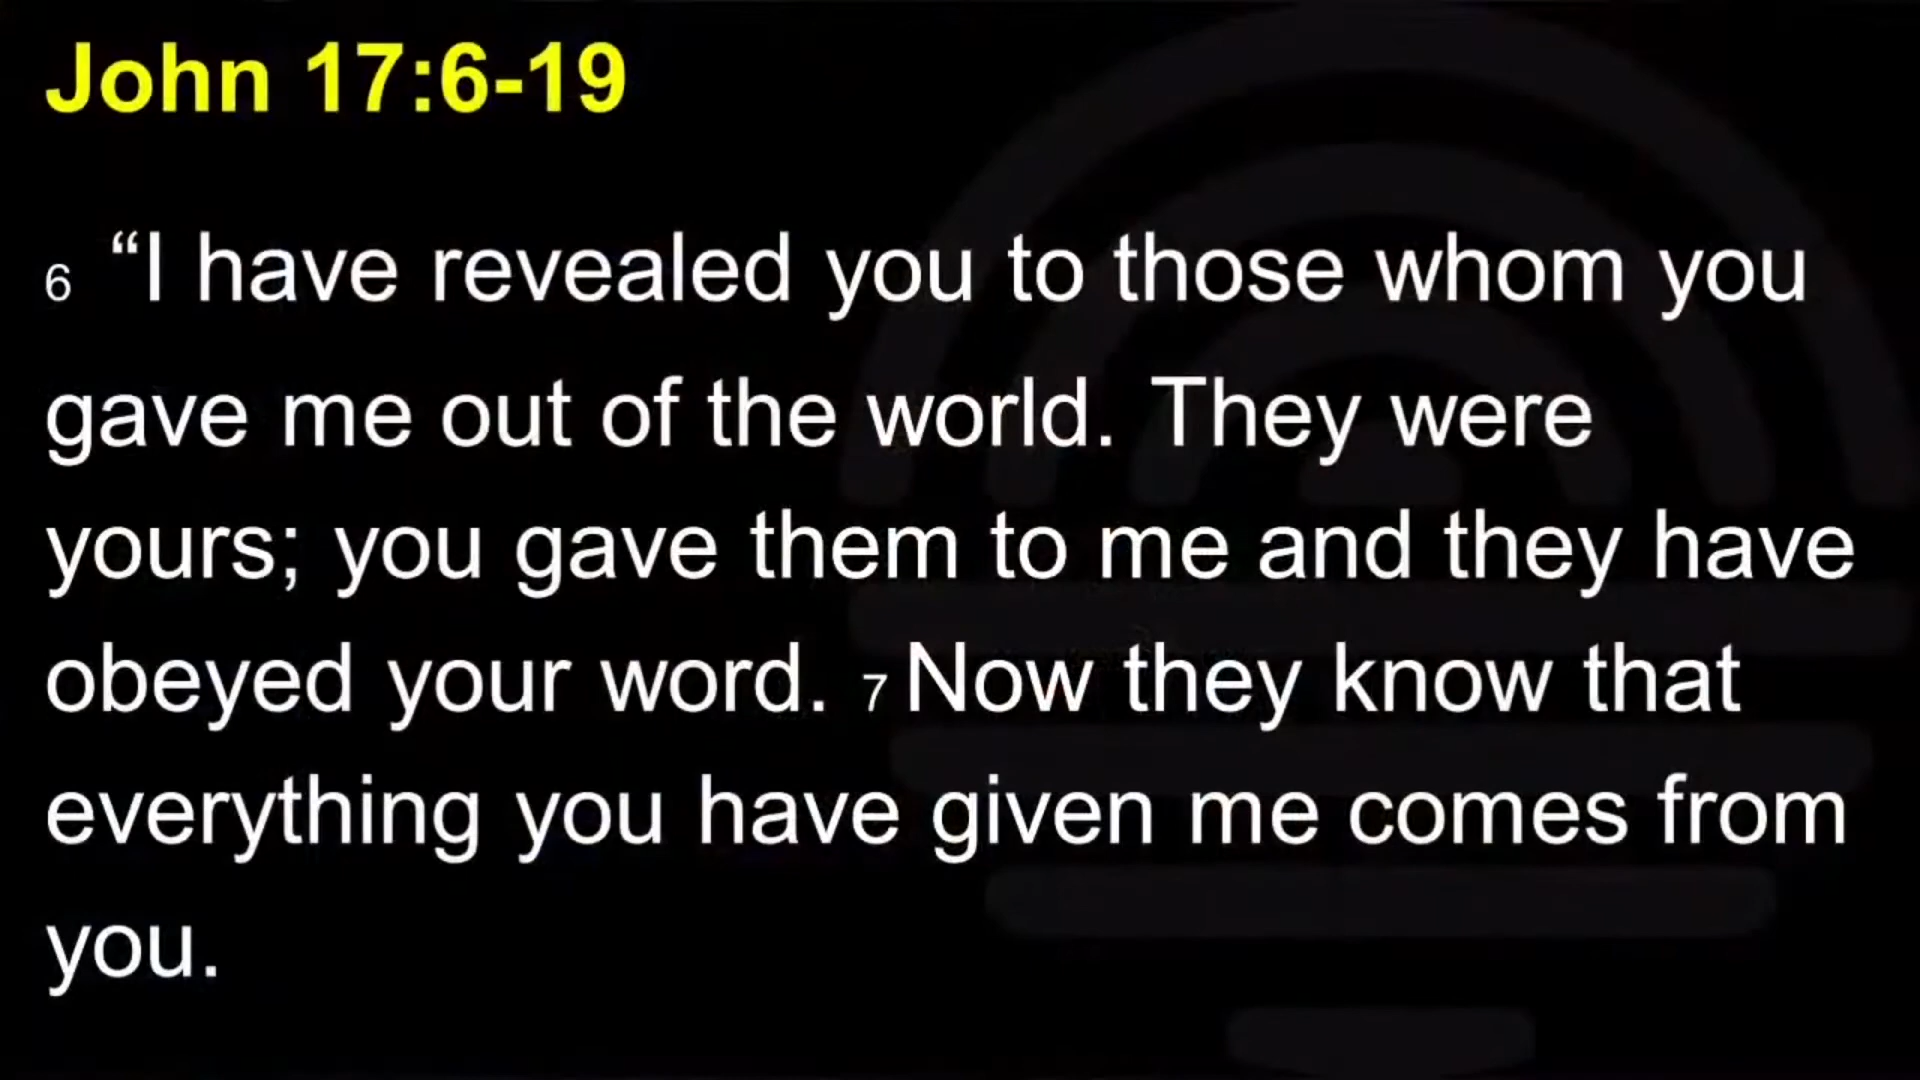 John 17:6-19
6 “I have revealed you to those whom you
gave me out of the world. They were
yours; you gave them to me and they have
obeyed your word. 7 Now they know that
everything you have given me comes from
you.